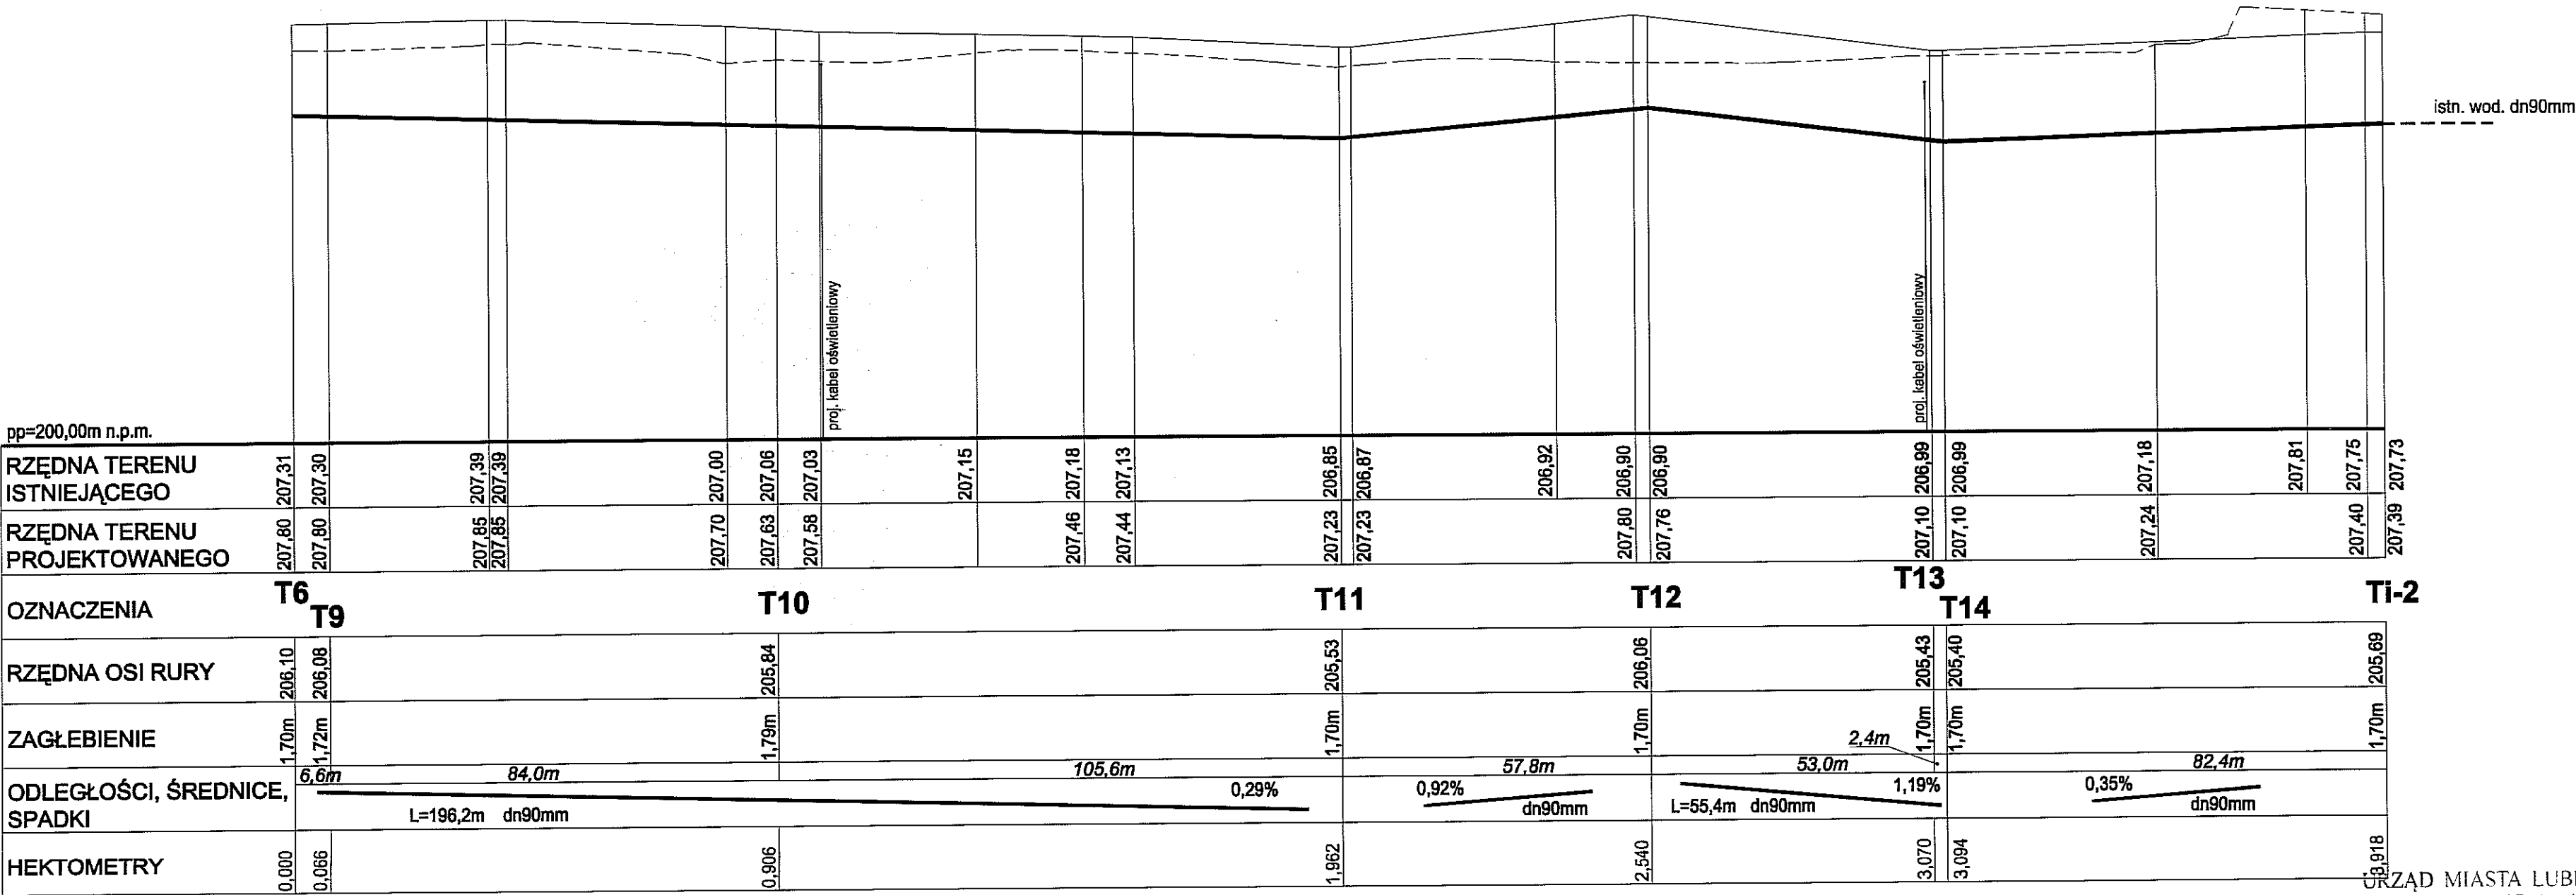 istn. wod. dn90mm
proj. kabel oświetleniowy
proj. kabel oświetleniowy
pp=200,00m n.p.m.
RZĘDNA TERENU
ISTNIEJĄCEGO
207,31 207,30 207,39 207,39 207,00 207,06 207,03 207,15 207,18 207,13 206,85 206,87 206,92 206,90 206,90 206,99 206,99 207,18 207,81 207,75 207,73
RZĘDNA TERENU
PROJEKTOWANEGO
207,80 207,80 207,85 207,85 207,70 207,63 207,58 207,46 207,44 207,23 207,23 207,80 207,76 207,10 207,10 207,24 207,40 207,39
OZNACZENIA
T6 T9 T10 T11 T12 T13 T14 Ti-2
RZĘDNA OSI RURY
206,10 206,08 205,84 205,53 206,06 205,43 205,40 205,69
ZAGŁEBIENIE
1,70m 1,72m 1,79m 1,70m 1,70m 1,70m 1,70m 1,70m
ODLEGŁOŚCI, ŚREDNICE,
SPADKI
6,6m 84,0m 105,6m 57,8m 53,0m 2,4m 82,4m
0,29% 0,92% 1,19% 0,35%
L=196,2m dn90mm dn90mm L=55,4m dn90mm dn90mm
HEKTOMETRY
0,000 0,066 0,906 1,962 2,540 3,070 3,094 3,918
URZĄD MIASTA LUBL